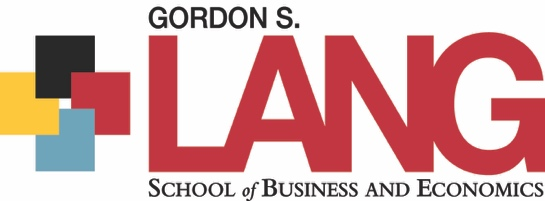 GORDON S.
LANG
SCHOOL of BUSINESS AND ECONOMICS